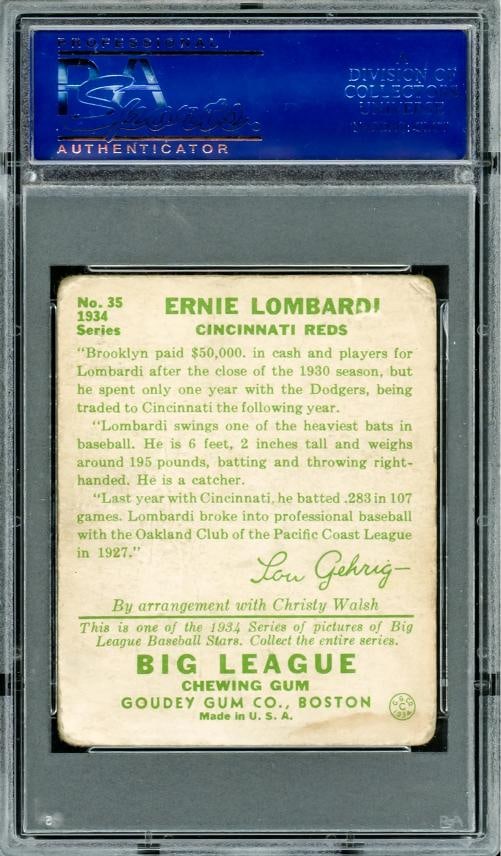 PROFESSIONAL
PSA
Sports
AUTHENTICATOR
A
DIVISION OF
COLLECTORS
UNIVERSE
No. 35
1934
Series
ERNIE LOMBARDI
CINCINNATI REDS
"Brooklyn paid $50,000. in cash and players for
Lombardi after the close of the 1930 season, but
he spent only one year with the Dodgers, being
traded to Cincinnati the following year.
"Lombardi swings one of the heaviest bats in
baseball. He is 6 feet, 2 inches tall and weighs
around 195 pounds, batting and throwing right-
handed. He is a catcher.
"Last year with Cincinnati, he batted .283 in 107
games. Lombardi broke into professional baseball
with the Oakland Club of the Pacific Coast League
in 1927."
Lou Gehrig
By arrangement with Christy Walsh
This is one of the 1934 Series of pictures of Big
League Baseball Stars. Collect the entire series.
BIG LEAGUE
CHEWING GUM
GOUDEY GUM CO., BOSTON
Made in U. S. A.
G.G.CO.
C
1934
PSA